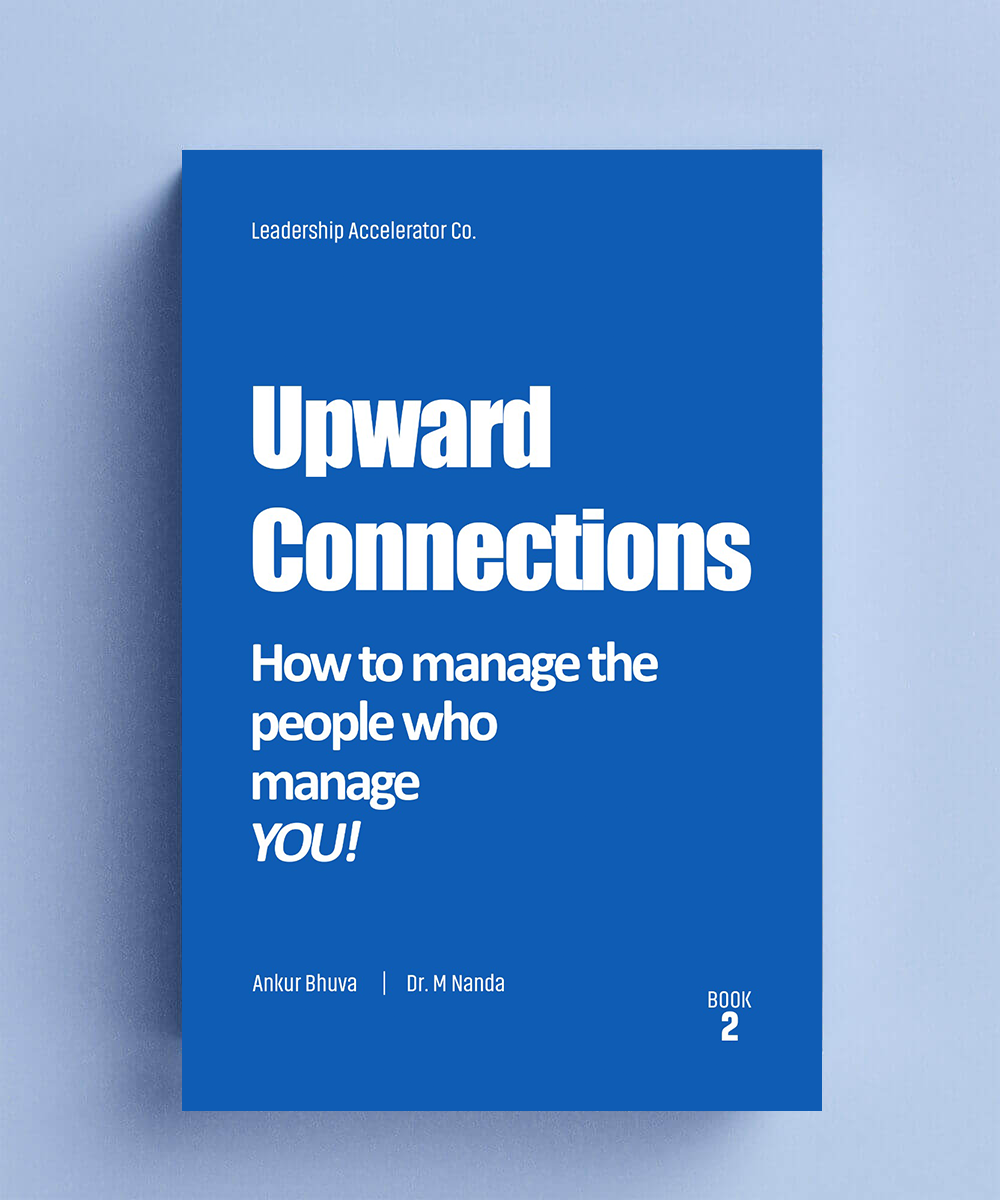 Leadership Accelerator Co.
Upward
Connections
How to manage the
people who
manage
YOU!
Ankur Bhuva | Dr. M Nanda
BOOK
2